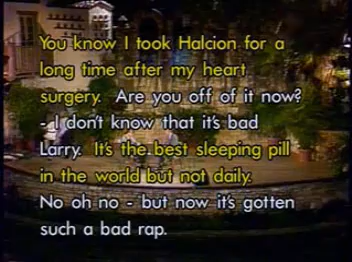 You know I took Halcion for a
long time after my heart
surgery. Are you off of it now?
- I don't know that it's bad
Larry. It's the best sleeping pill
in the world but not daily.
No oh no - but now it's gotten
such a bad rap.